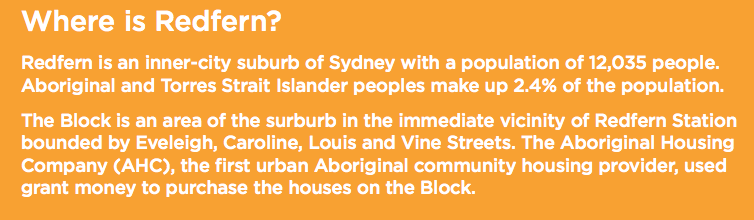 Where is Redfern?
Redfern is an inner-city suburb of Sydney with a population of 12,035 people.
Aboriginal and Torres Strait Islander peoples make up 2.4% of the population.
The Block is an area of the surburb in the immediate vicinity of Redfern Station
bounded by Eveleigh, Caroline, Louis and Vine Streets. The Aboriginal Housing
Company (AHC), the first urban Aboriginal community housing provider, used
grant money to purchase the houses on the Block.